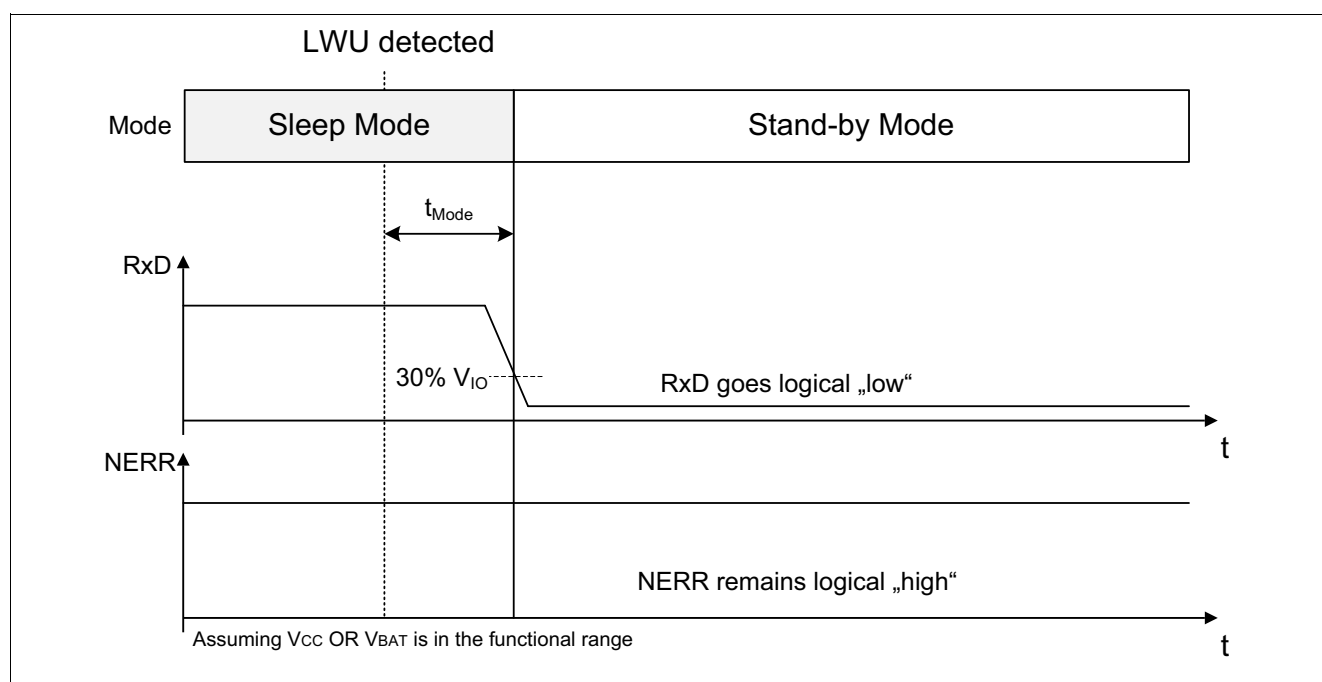 LWU detected
Mode
Sleep Mode
Stand-by Mode
tMode
RxD
30% VIO
RxD goes logical „low“
t
NERR
NERR remains logical „high“
Assuming VCC OR VBAT is in the functional range
t